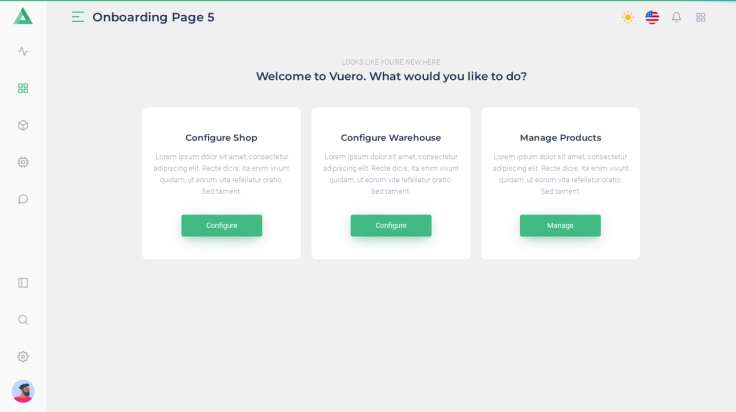 Onboarding Page 5
LOOKS LIKE YOU'RE NEW HERE
Welcome to Vuero. What would you like to do?
Configure Shop
Lorem ipsum dolor sit amet, consectetur
adipiscing elit. Recte dicis; Ita enim vivunt
quidam, ut eorum vita refellatur oratio.
Sed tament.
Configure
Configure Warehouse
Lorem ipsum dolor sit amet, consectetur
adipiscing elit. Recte dicis; Ita enim vivunt
quidam, ut eorum vita refellatur oratio.
Sed tament.
Configure
Manage Products
Lorem ipsum dolor sit amet, consectetur
adipiscing elit. Recte dicis; Ita enim vivunt
quidam, ut eorum vita refellatur oratio.
Sed tament.
Manage